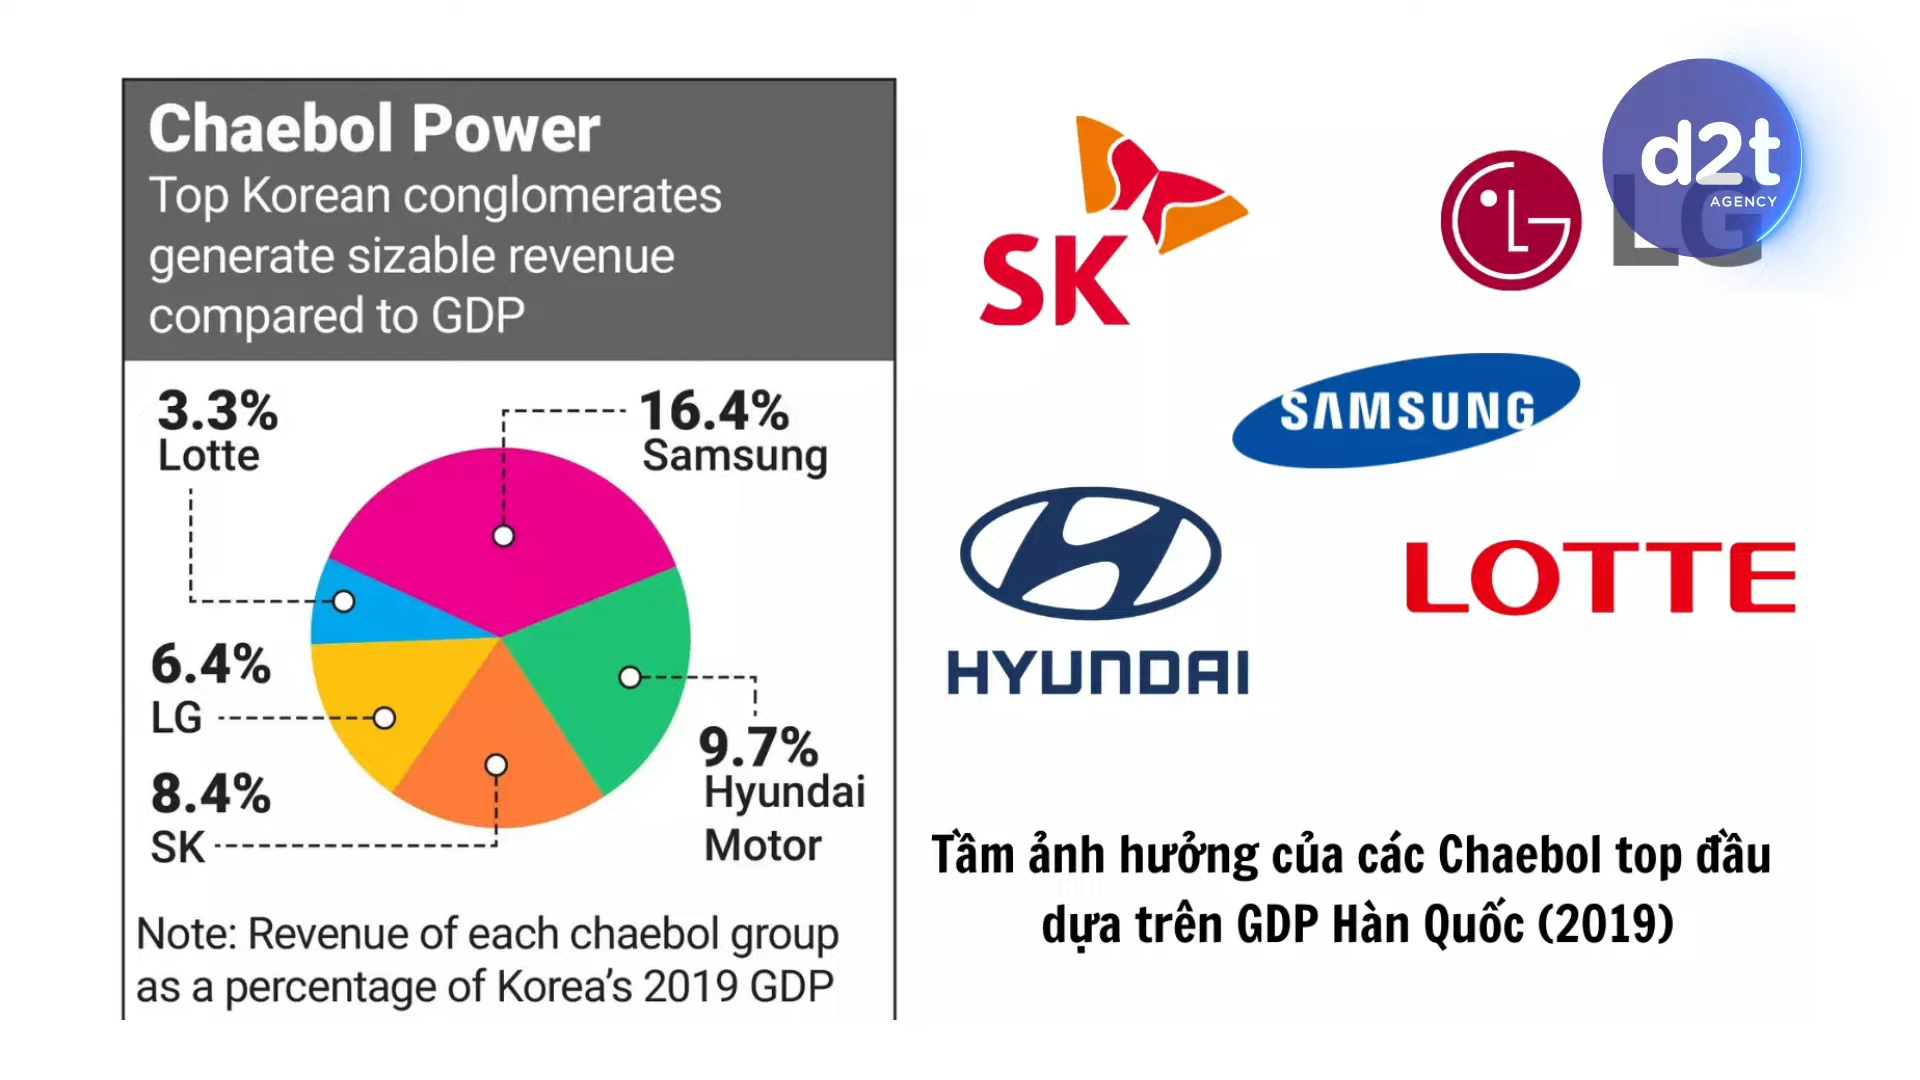 Chaebol Power
Top Korean conglomerates
generate sizable revenue
compared to GDP
3.3%
Lotte
16.4%
Samsung
6.4%
LG
8.4%
SK
9.7%
Hyundai
Motor
Note: Revenue of each chaebol group
as a percentage of Korea's 2019 GDP
SK
LG
LG
d2t
AGENCY
SAMSUNG
HYUNDAI
LOTTE
Tầm ảnh hưởng của các Chaebol top đầu
dựa trên GDP Hàn Quốc (2019)